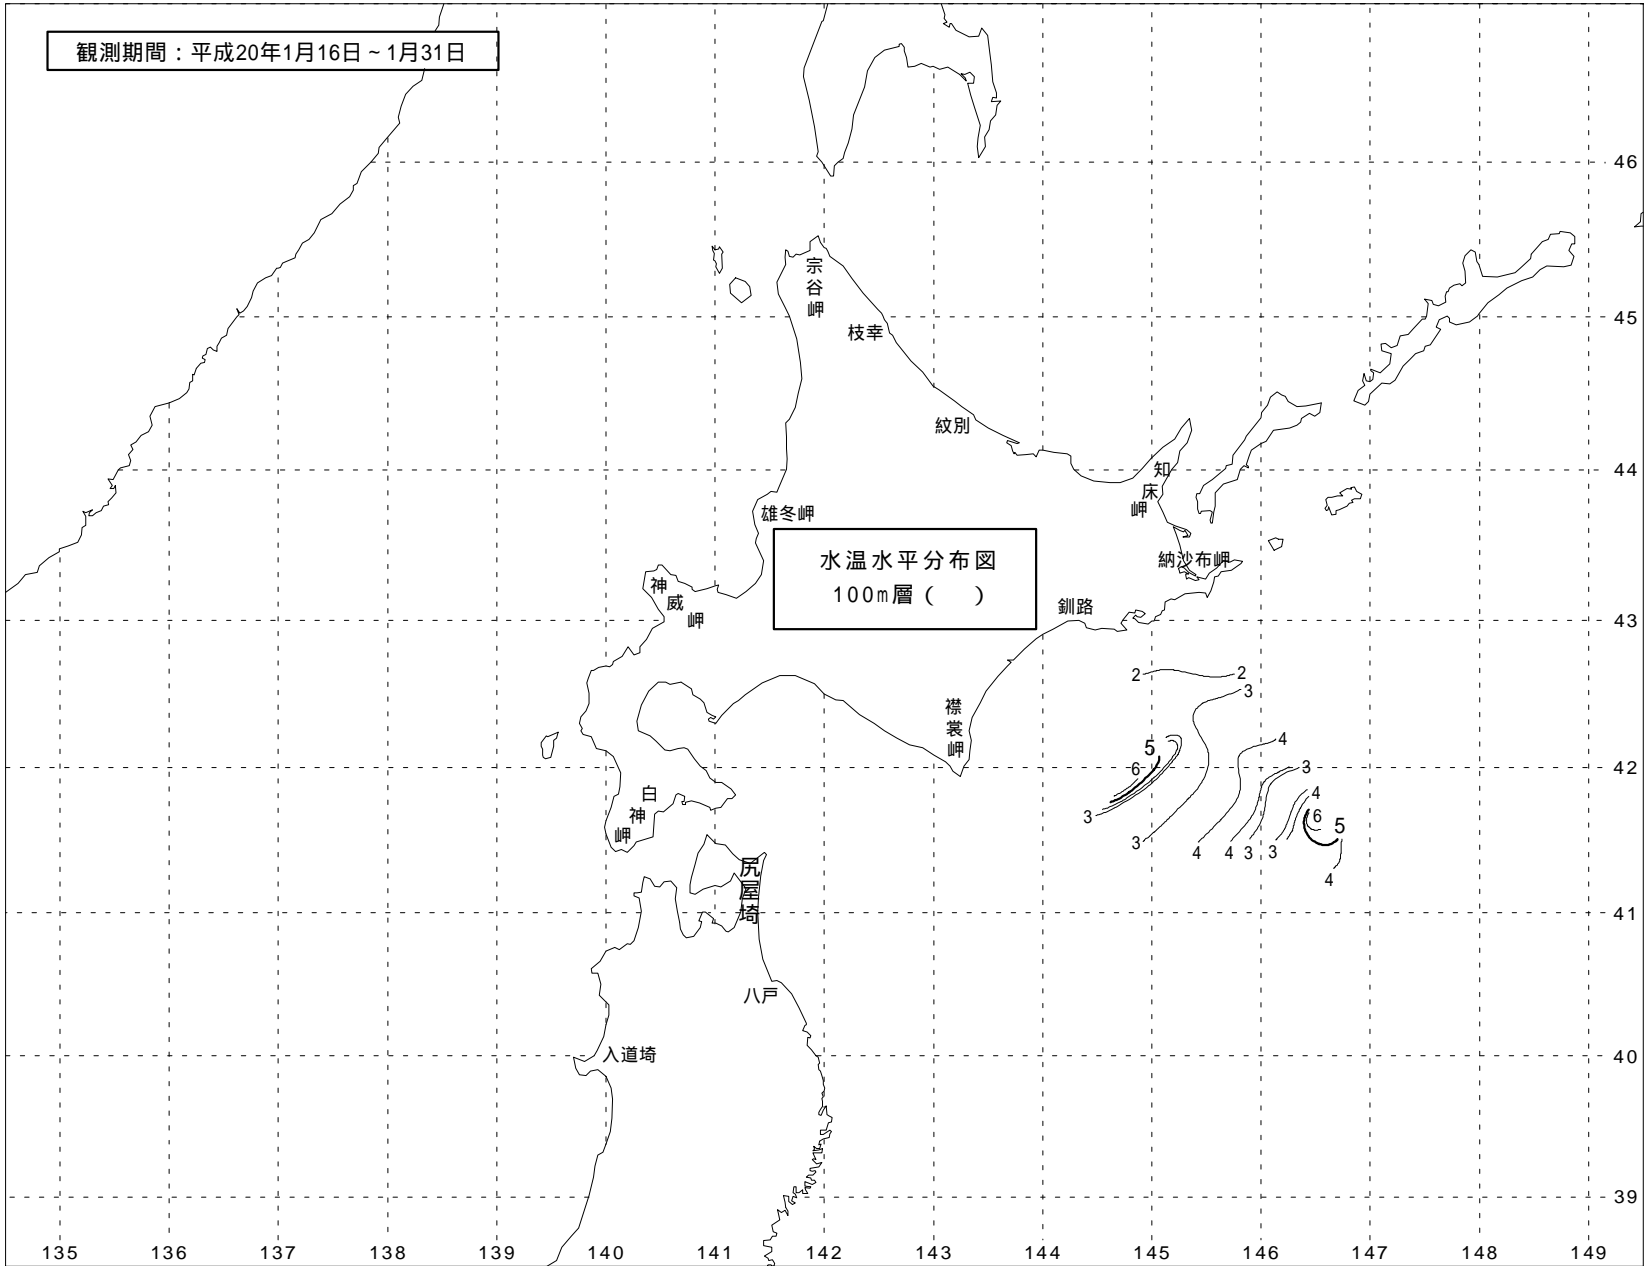 観測期間：平成20年1月16日～1月31日
46
宗谷岬
45
枝幸
紋別
44
知床岬
雄冬岬
水温水平分布図
100m層（　）
納沙布岬
神威岬
釧路
43
2
2
3
襟裳岬
4
5
42
6
3
3
4
白神岬
6
5
3
3
4
4
3
3
4
尻屋埼
41
八戸
入道埼
40
39
135 136 137 138 139 140 141 142 143 144 145 146 147 148 149